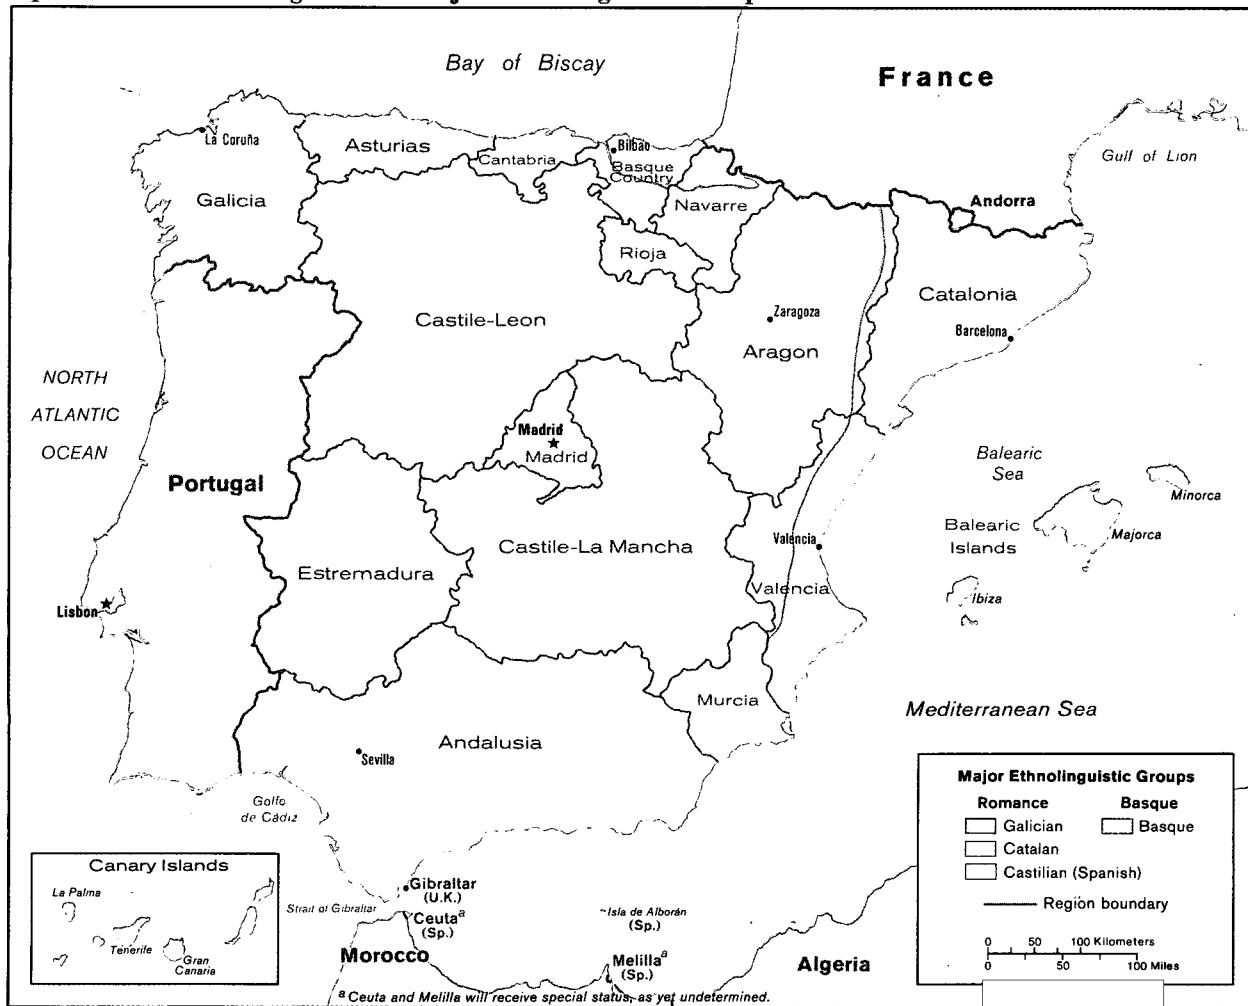 Bay of Biscay
France
La Coruña
Asturias
Cantabria
Bilbao
Basque
Country
Gulf of Lion
Galicia
Navarre
Andorra
Rioja
Catalonia
Castile-Leon
Zaragoza
Barcelona
Aragon
NORTH
ATLANTIC
OCEAN
Madrid
Madrid
Balearic
Sea
Portugal
Minorca
Balearic
Islands
Majorca
Castile-La Mancha
Valencia
Estremadura
Valencia
Ibiza
Lisbon
Murcia
Mediterranean Sea
Andalusia
Sevilla
Golfo
de Cádiz
Major Ethnolinguistic Groups
Romance
Basque
Galician
Basque
Catalan
Castilian (Spanish)
Region boundary
0 50 100 Kilometers
0 50 100 Miles
Canary Islands
La Palma
Tenerife
Gran
Canaria
Gibraltar
(U.K.)
Strait of Gibraltar
Ceutaª
(Sp.)
Isla de Alborán
(Sp.)
Morocco
Melillaª
(Sp.)
Algeria
ª Ceuta and Melilla will receive special status, as yet undetermined.